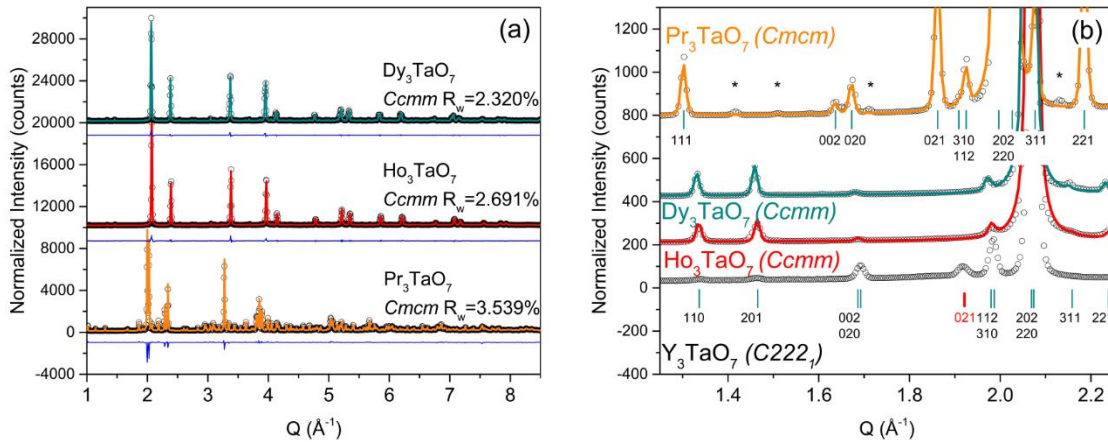 (a)
28000
24000
20000
16000
12000
8000
4000
0
-4000
Normalized Intensity (counts)
Dy3TaO7
Ccmm Rw=2.320%
Ho3TaO7
Ccmm Rw=2.691%
Pr3TaO7
Cmcm Rw=3.539%
1 2 3 4 5 6 7 8
Q (Å-1)
(b)
1200
1000
800
600
400
200
0
-200
-400
Normalized Intensity (counts)
Pr3TaO7 (Cmcm)
* * * *
111 002 020 021 310 202 311 221
112 220
Dy3TaO7 (Ccmm)
Ho3TaO7 (Ccmm)
110 201 002 021 112 202 311 22
020 310 220
Y3TaO7 (C2221)
1.4 1.6 1.8 2.0 2.2
Q (Å-1)